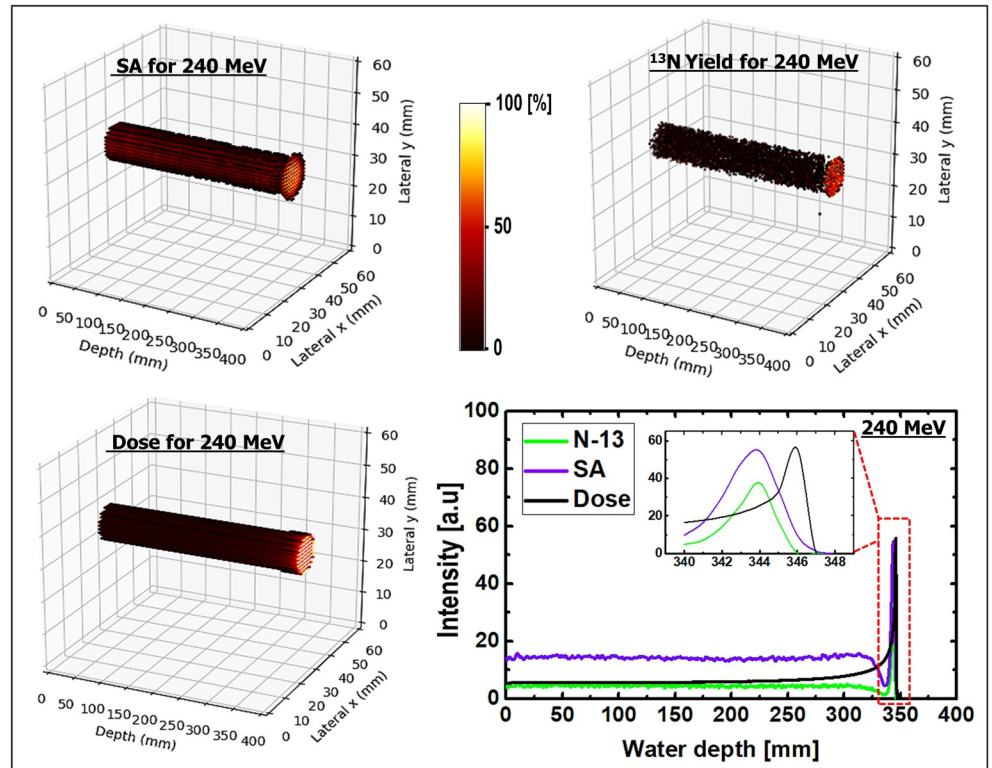 SA for 240 MeV
60
50
40
30
20
10
0
Lateral y (mm)
0 50 100 150 200 250 300 350 400
Depth (mm)
0 10 20 30 40 50 60
Lateral x (mm)
100 [%]
50
0
¹³N Yield for 240 MeV
60
50
40
30
20
10
0
Lateral y (mm)
0 50 100 150 200 250 300 350 400
Depth (mm)
0 10 20 30 40 50 60
Lateral x (mm)
Dose for 240 MeV
60
50
40
30
20
10
0
Lateral y (mm)
0 50 100 150 200 250 300 350 400
Depth (mm)
0 10 20 30 40 50 60
Lateral x (mm)
100
80
60
40
20
0
Intensity [a.u]
N-13
SA
Dose
240 MeV
60
40
20
0
340 342 344 346 348
0 50 100 150 200 250 300 350 400
Water depth [mm]